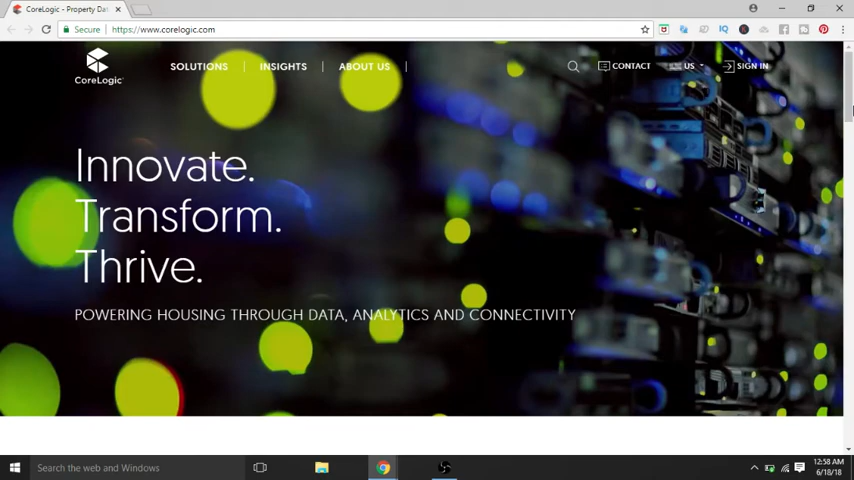 CoreLogic - Property Da
Secure
https://www.corelogic.com
IQ
CoreLogic
SOLUTIONS
INSIGHTS
ABOUT US
CONTACT
US
SIGN IN
Innovate.
Transform.
Thrive.
POWERING HOUSING THROUGH DATA, ANALYTICS AND CONNECTIVITY
Search the web and Windows
12:58 AM
6/18/18